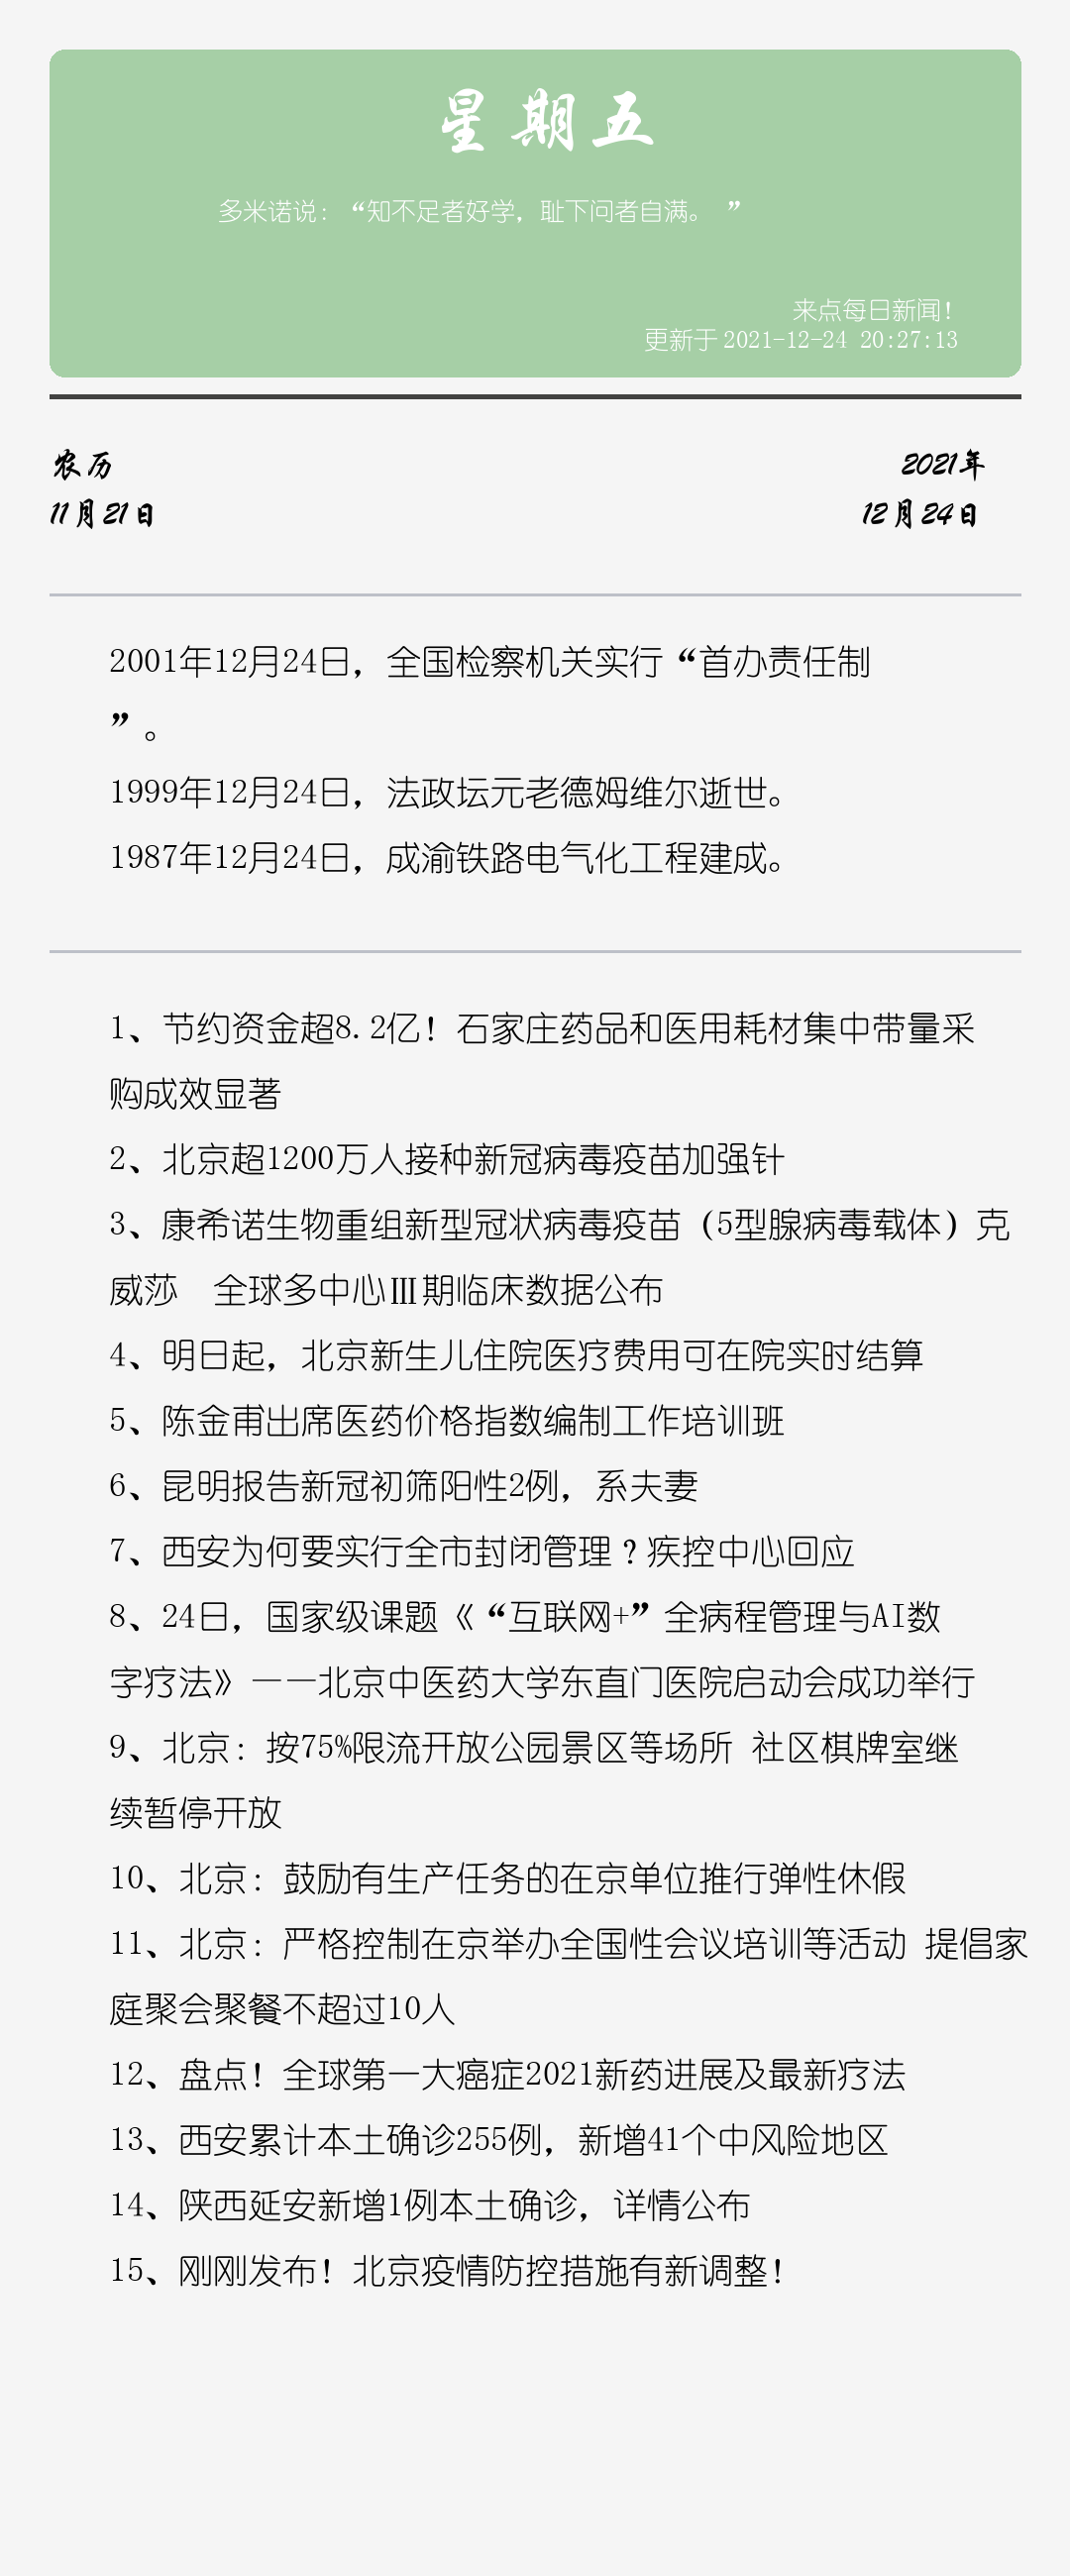 星期五
多米诺说：“知不足者好学，耻下问者自满。 ”
来点每日新闻！
更新于 2021-12-24 20:27:13
农历
2021年
11月21日
12月24日
2001年12月24日，全国检察机关实行“首办责任制
”。
1999年12月24日，法政坛元老德姆维尔逝世。
1987年12月24日，成渝铁路电气化工程建成。
1、节约资金超8.2亿！石家庄药品和医用耗材集中带量采
购成效显著
2、北京超1200万人接种新冠病毒疫苗加强针
3、康希诺生物重组新型冠状病毒疫苗（5型腺病毒载体）克
威莎　全球多中心Ⅲ期临床数据公布
4、明日起，北京新生儿住院医疗费用可在院实时结算
5、陈金甫出席医药价格指数编制工作培训班
6、昆明报告新冠初筛阳性2例，系夫妻
7、西安为何要实行全市封闭管理？疾控中心回应
8、24日，国家级课题《“互联网+”全病程管理与AI数
字疗法》——北京中医药大学东直门医院启动会成功举行
9、北京：按75%限流开放公园景区等场所 社区棋牌室继
续暂停开放
10、北京：鼓励有生产任务的在京单位推行弹性休假
11、北京：严格控制在京举办全国性会议培训等活动 提倡家
庭聚会聚餐不超过10人
12、盘点！全球第一大癌症2021新药进展及最新疗法
13、西安累计本土确诊255例，新增41个中风险地区
14、陕西延安新增1例本土确诊，详情公布
15、刚刚发布！北京疫情防控措施有新调整！